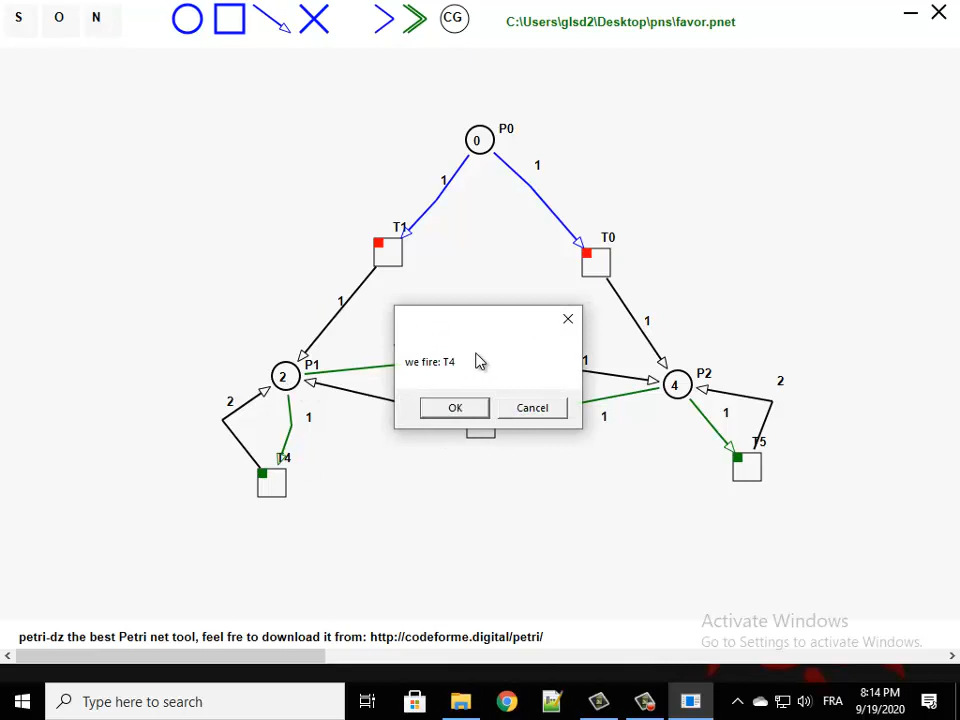 S O N CG C:\Users\glsd2\Desktop\pns\favor.pnet
P0
0
1
1
T1
T0
1
1
we fire: T4
P1
1
P2
2
4
2
2
1
1
1
OK Cancel
T4
T5
Activate Windows
Go to Settings to activate Windows.
petri-dz the best Petri net tool, feel fre to download it from: http://codeforme.digital/petri/
Type here to search
FRA
8:14 PM
9/19/2020